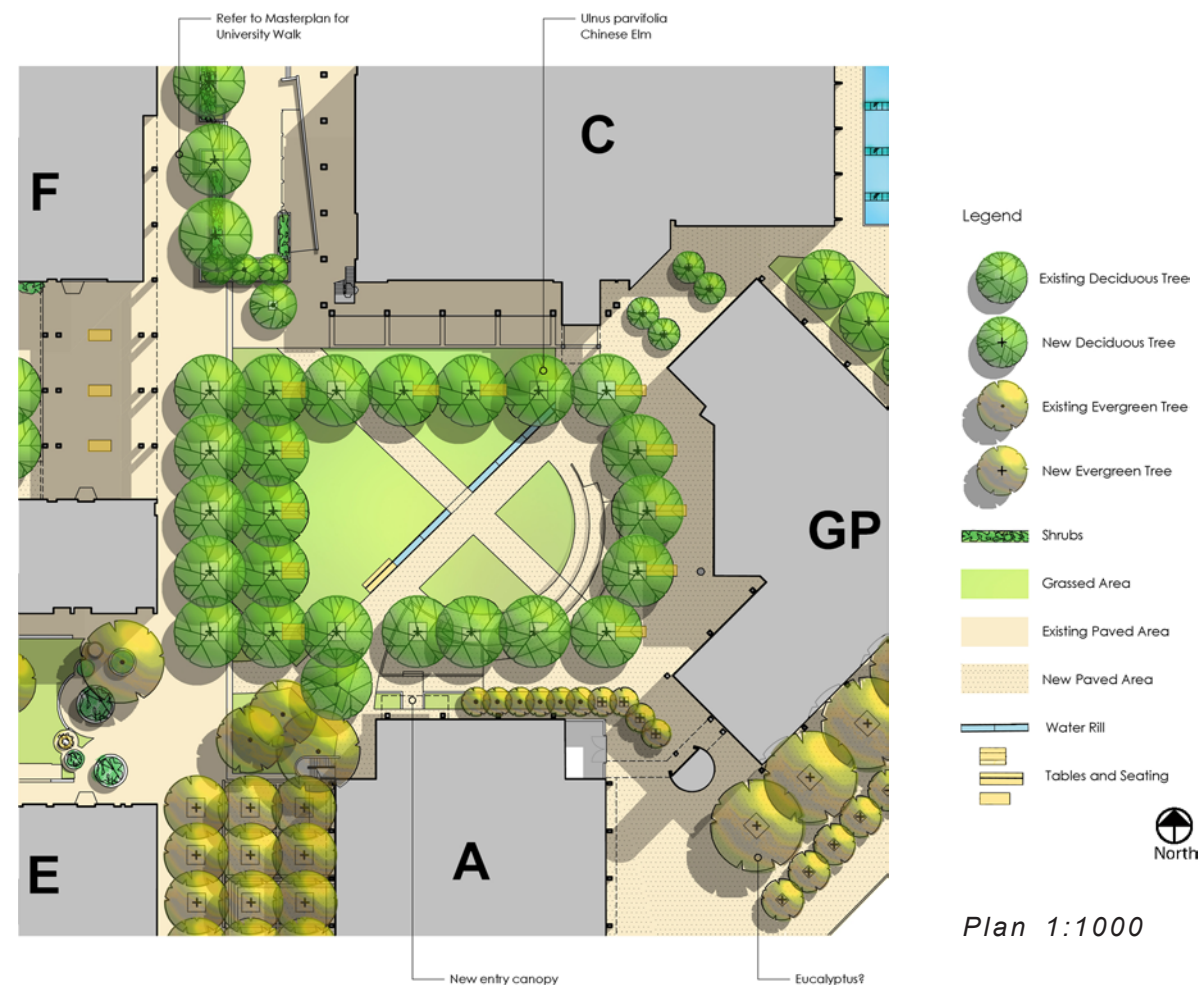 Refer to Masterplan for
University Walk
Ulnus parvifolia
Chinese Elm
C
F
GP
E
A
Legend
Existing Deciduous Tree
New Deciduous Tree
Existing Evergreen Tree
New Evergreen Tree
Shrubs
Grassed Area
Existing Paved Area
New Paved Area
Water Rill
Tables and Seating
North
Plan 1:1000
New entry canopy
Eucalyptus?